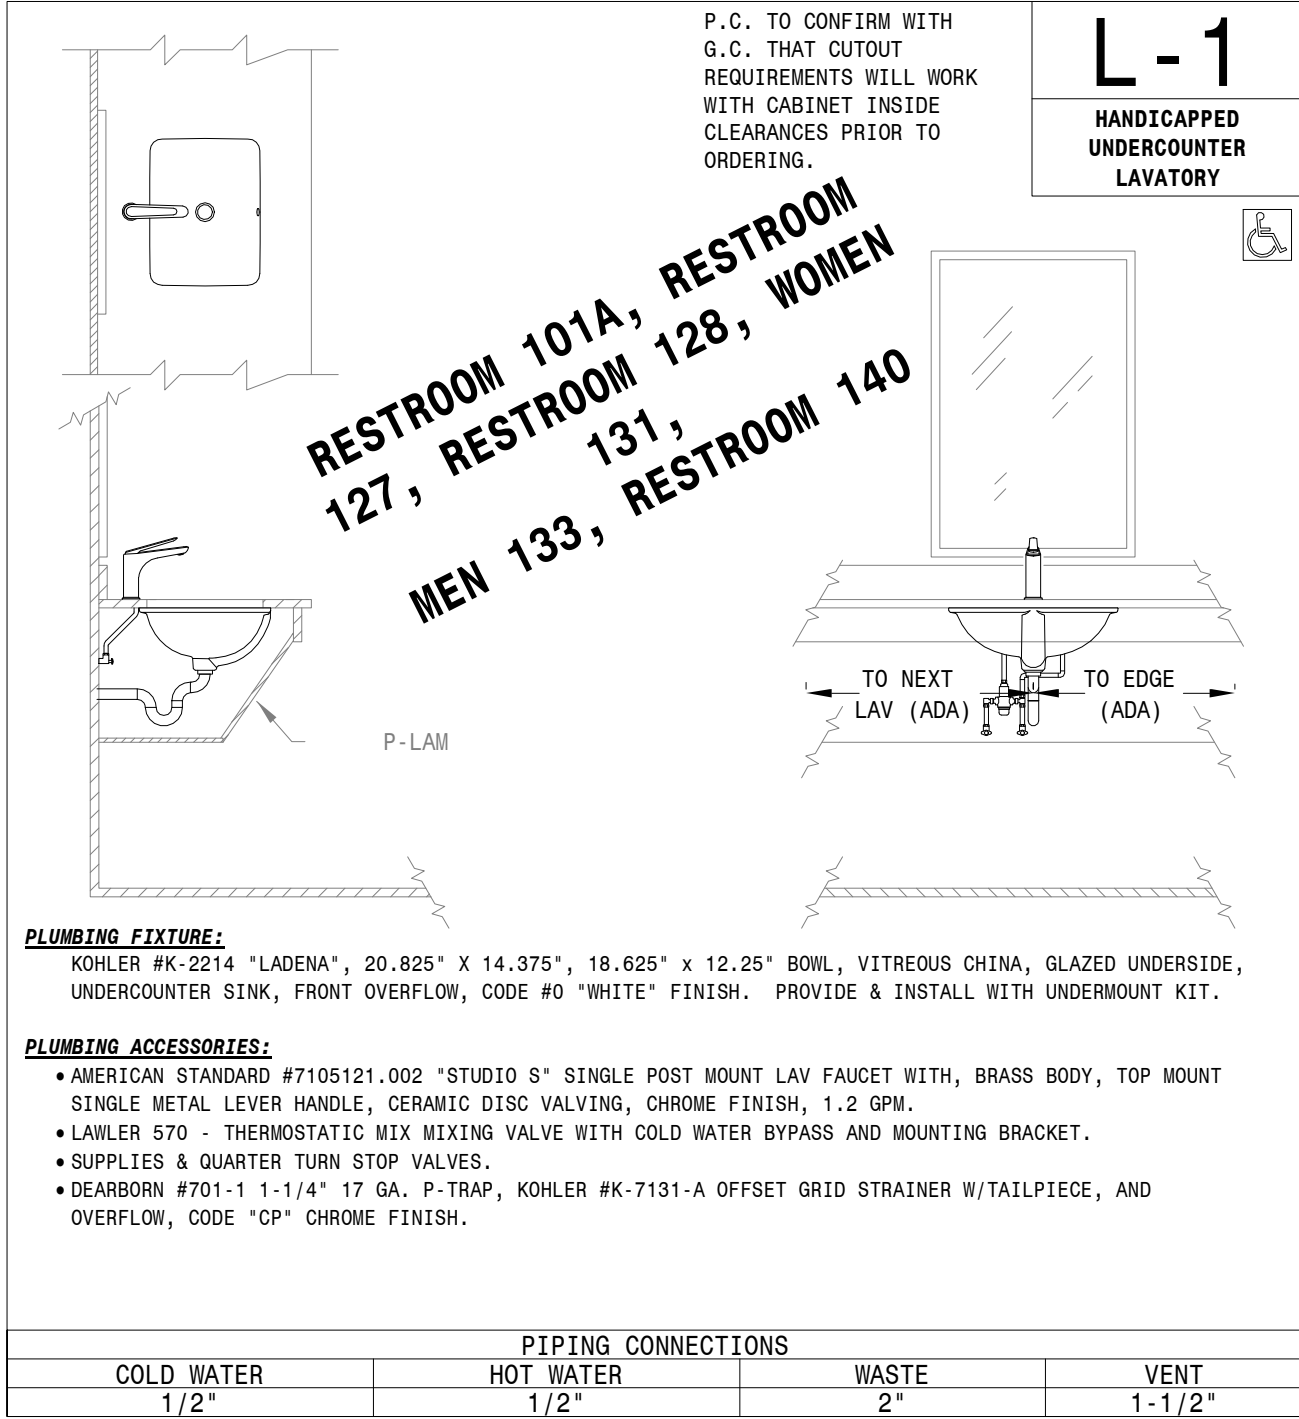 P.C. TO CONFIRM WITH
G.C. THAT CUTOUT
REQUIREMENTS WILL WORK
WITH CABINET INSIDE
CLEARANCES PRIOR TO
ORDERING.
L-1
HANDICAPPED
UNDERCOUNTER
LAVATORY
RESTROOM 101A, RESTROOM
127, RESTROOM 128, WOMEN
131,
MEN 133, RESTROOM 140
TO NEXT
LAV (ADA)
TO EDGE
(ADA)
P-LAM
PLUMBING FIXTURE:
KOHLER #K-2214 "LADENA", 20.825" X 14.375", 18.625" x 12.25" BOWL, VITREOUS CHINA, GLAZED UNDERSIDE,
UNDERCOUNTER SINK, FRONT OVERFLOW, CODE #0 "WHITE" FINISH. PROVIDE & INSTALL WITH UNDERMOUNT KIT.
PLUMBING ACCESSORIES:
• AMERICAN STANDARD #7105121.002 "STUDIO S" SINGLE POST MOUNT LAV FAUCET WITH, BRASS BODY, TOP MOUNT
SINGLE METAL LEVER HANDLE, CERAMIC DISC VALVING, CHROME FINISH, 1.2 GPM.
• LAWLER 570 - THERMOSTATIC MIX MIXING VALVE WITH COLD WATER BYPASS AND MOUNTING BRACKET.
• SUPPLIES & QUARTER TURN STOP VALVES.
• DEARBORN #701-1 1-1/4" 17 GA. P-TRAP, KOHLER #K-7131-A OFFSET GRID STRAINER W/TAILPIECE, AND
OVERFLOW, CODE "CP" CHROME FINISH.
PIPING CONNECTIONS
COLD WATER HOT WATER WASTE VENT
1/2" 1/2" 2" 1-1/2"